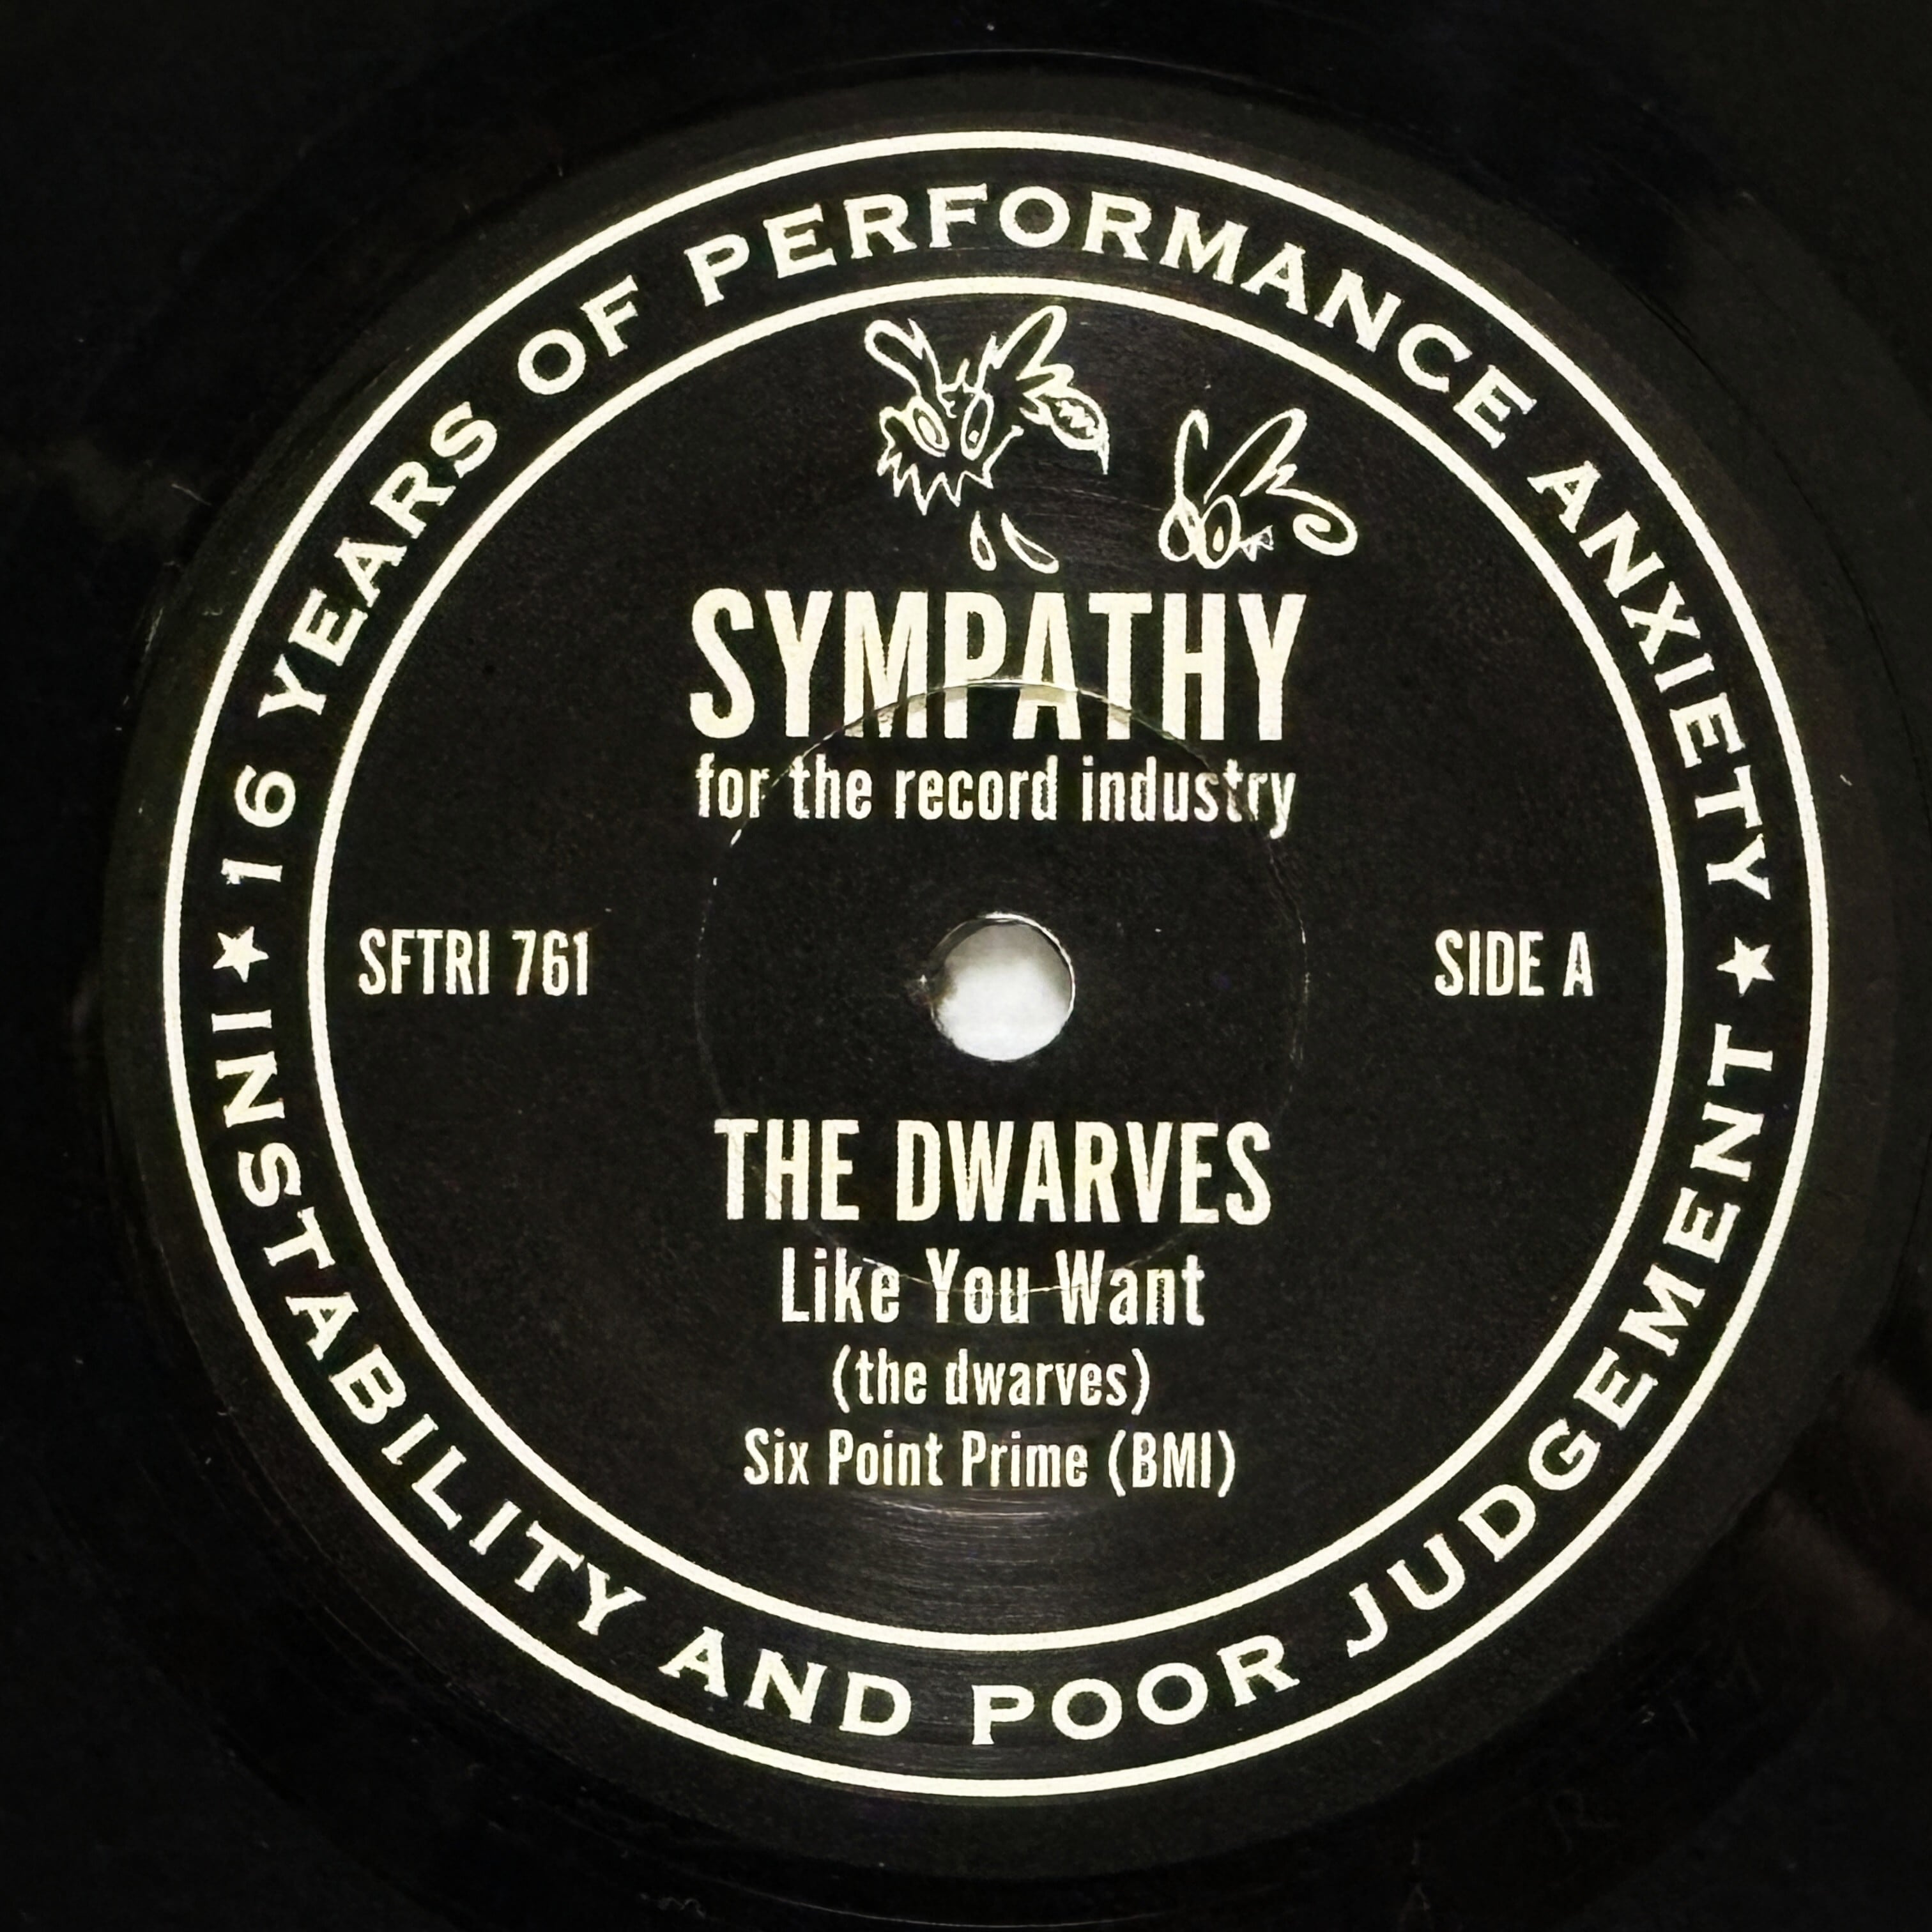 ★ 16 YEARS OF PERFORMANCE ANXIETY ★
INSTABILITY AND POOR JUDGEMENT
SYMPATHY
for the record industry
SFTRI 761
SIDE A
THE DWARVES
Like You Want
(the dwarves)
Six Point Prime (BMI)